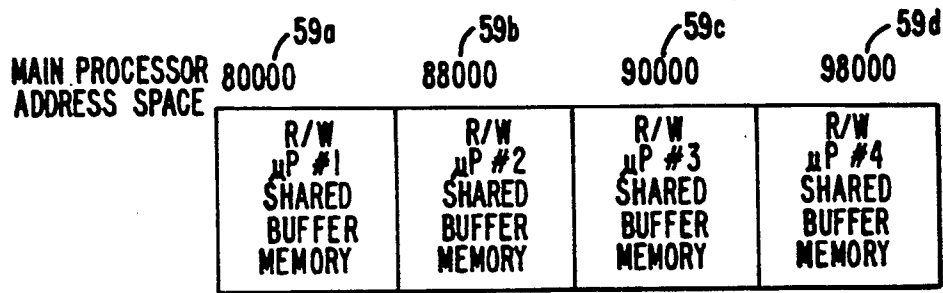 59a 59b 59c 59d
MAIN PROCESSOR 80000 88000 90000 98000
ADDRESS SPACE
R/W R/W R/W R/W
μP #1 μP #2 μP #3 μP #4
SHARED SHARED SHARED SHARED
BUFFER BUFFER BUFFER BUFFER
MEMORY MEMORY MEMORY MEMORY